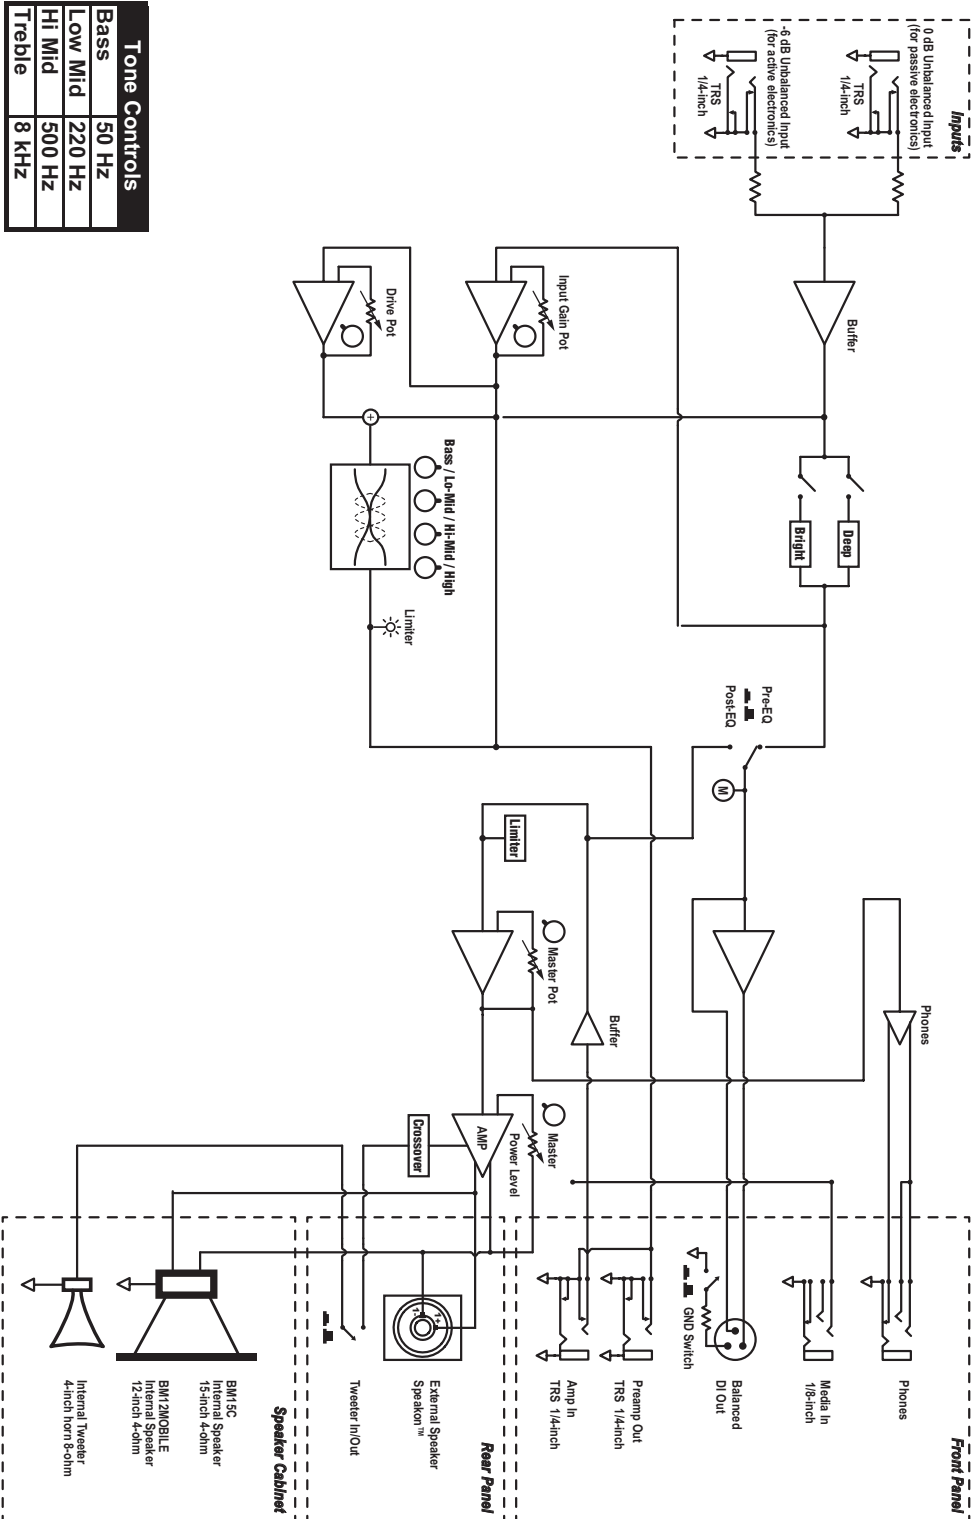 Inputs
0 dB Unbalanced Input
(for passive electronics)
TRS
1/4-inch
-6 dB Unbalanced Input
(for active electronics)
TRS
1/4-inch
Buffer
Input Gain Pot
Drive Pot
Deep
Bright
+
Bass / Lo-Mid / Hi-Mid / High
Limiter
Pre-EQ
Post-EQ
M
Limiter
Master Pot
Buffer
Phones
Master
Power Level
AMP
Crossover
Front Panel
Phones
Media In
1/8-inch
Balanced
DI Out
GND Switch
Preamp Out
TRS 1/4-inch
Amp In
TRS 1/4-inch
Rear Panel
1+
1-
External Speaker
Speakon™
Tweeter In/Out
Speaker Cabinet
BM15C
Internal Speaker
15-inch 4-ohm
BM12MOBILE
Internal Speaker
12-inch 4-ohm
Internal Tweeter
4-inch horn 8-ohm
Tone Controls
Bass 50 Hz
Low Mid 220 Hz
Hi Mid 500 Hz
Treble 8 kHz